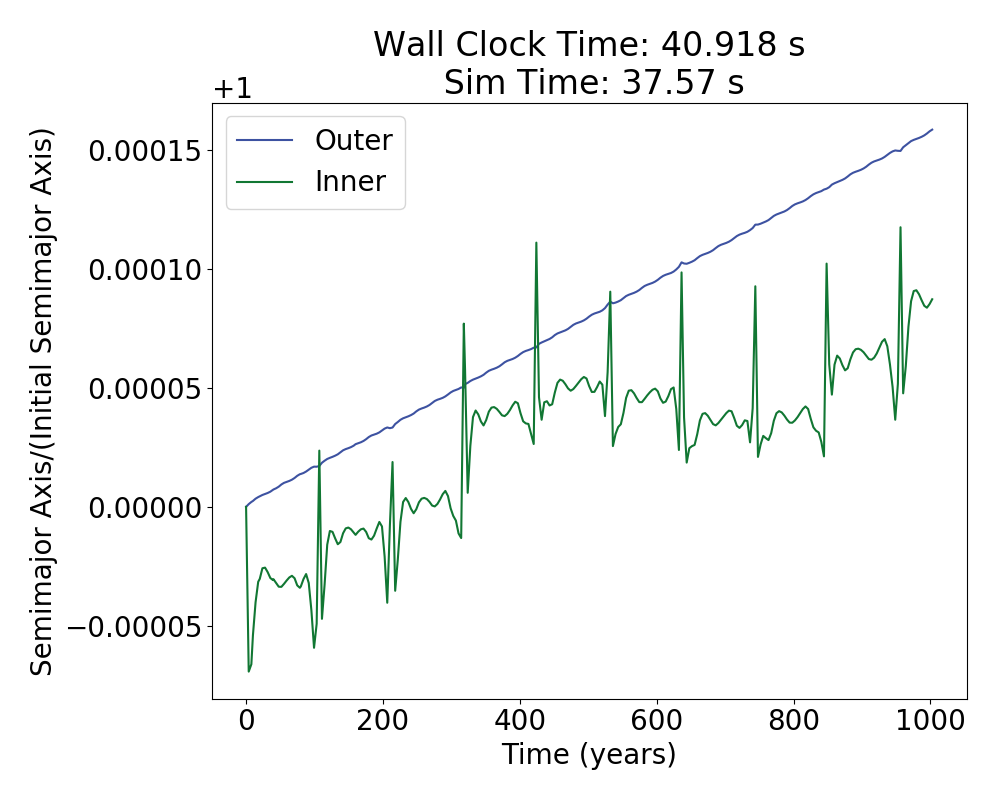 Wall Clock Time: 40.918 s
Sim Time: 37.57 s
+1
Outer
Inner
Semimajor Axis/(Initial Semimajor Axis)
0.00015
0.00010
0.00005
0.00000
−0.00005
0 200 400 600 800 1000
Time (years)